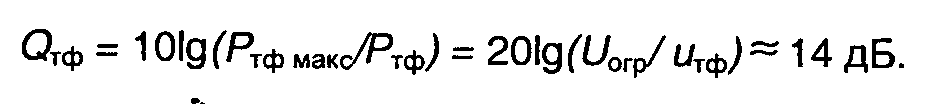 Qтф = 10lg(Pтф макс/Pтф) = 20lg(Uогр/ uтф) ≈ 14 дБ.